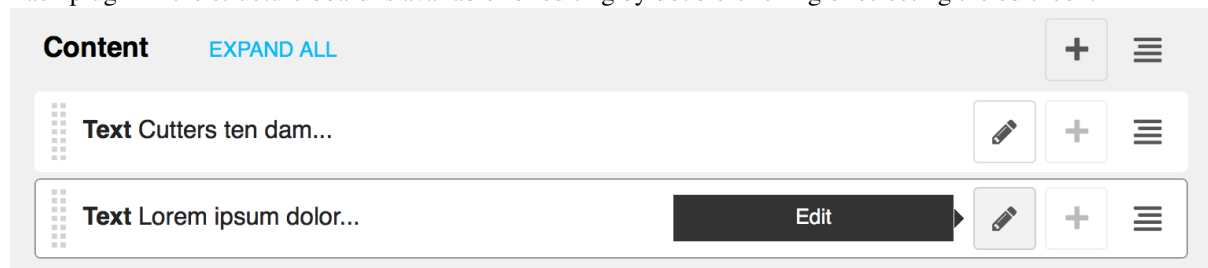 Content EXPAND ALL
Text Cutters ten dam...
Text Lorem ipsum dolor... Edit